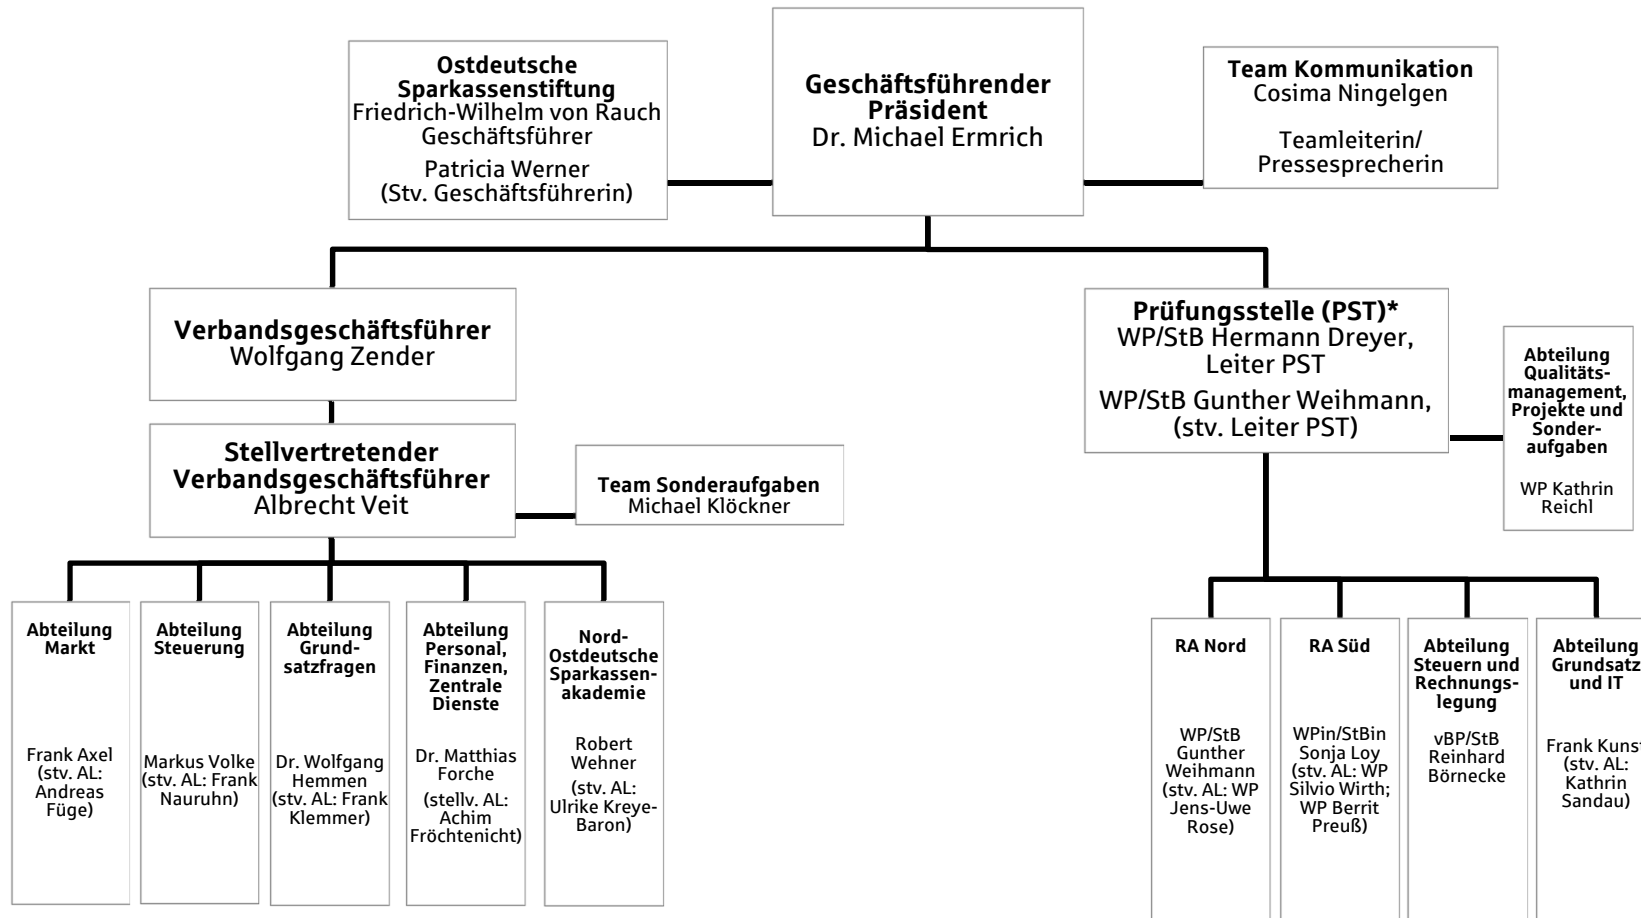 Ostdeutsche
Sparkassenstiftung
Friedrich-Wilhelm von Rauch
Geschäftsführer
Patricia Werner
(Stv. Geschäftsführerin)
Geschäftsführender
Präsident
Dr. Michael Ermrich
Team Kommunikation
Cosima Ningelgen
Teamleiterin/
Pressesprecherin
Verbandsgeschäftsführer
Wolfgang Zender
Prüfungsstelle (PST)*
WP/StB Hermann Dreyer,
Leiter PST
WP/StB Gunther Weihmann,
(stv. Leiter PST)
Abteilung
Qualitäts-
management,
Projekte und
Sonder-
aufgaben
WP Kathrin
Reichl
Stellvertretender
Verbandsgeschäftsführer
Albrecht Veit
Team Sonderaufgaben
Michael Klöckner
Abteilung
Markt
Frank Axel
(stv. AL:
Andreas
Füge)
Abteilung
Steuerung
Markus Volke
(stv. AL: Frank
Nauruhn)
Abteilung
Grund-
satzfragen
Dr. Wolfgang
Hemmen
(stv. AL: Frank
Klemmer)
Abteilung
Personal,
Finanzen,
Zentrale
Dienste
Dr. Matthias
Forche
(stellv. AL:
Achim
Fröchtenicht)
Nord-
Ostdeutsche
Sparkassen-
akademie
Robert
Wehner
(stv. AL:
Ulrike Kreye-
Baron)
RA Nord
WP/StB
Gunther
Weihmann
(stv. AL: WP
Jens-Uwe
Rose)
RA Süd
WPin/StBin
Sonja Loy
(stv. AL: WP
Silvio Wirth;
WP Berrit
Preuß)
Abteilung
Steuern und
Rechnungs-
legung
vBP/StB
Reinhard
Börnecke
Abteilung
Grundsatz
und IT
Frank Kunst
(stv. AL:
Kathrin
Sandau)